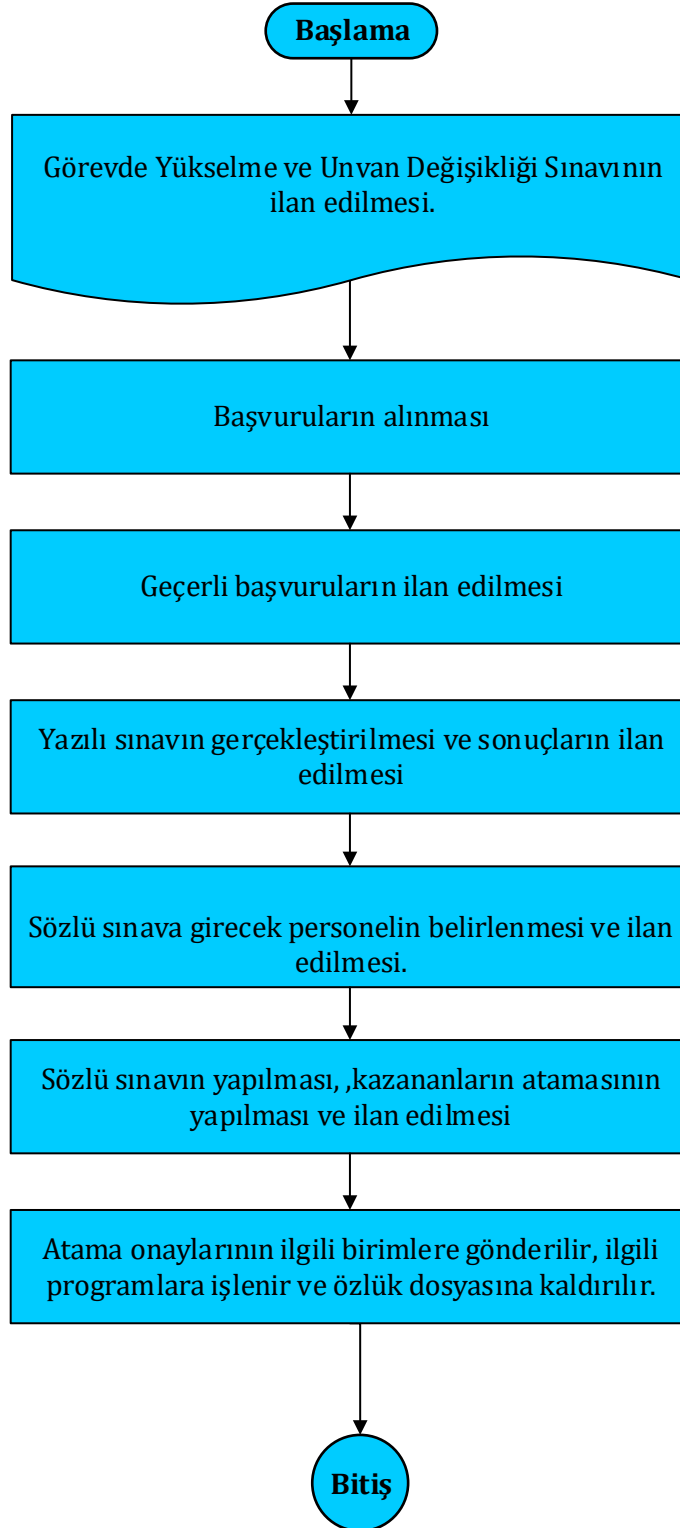 Başlama
Görevde Yükselme ve Unvan Değişikliği Sınavının
ilan edilmesi.
Başvuruların alınması
Geçerli başvuruların ilan edilmesi
Yazılı sınavın gerçekleştirilmesi ve sonuçların ilan
edilmesi
Sözlü sınava girecek personelin belirlenmesi ve ilan
edilmesi.
Sözlü sınavın yapılması, ,kazananların atamasının
yapılması ve ilan edilmesi
Atama onaylarının ilgili birimlere gönderilir, ilgili
programlara işlenir ve özlük dosyasına kaldırılır.
Bitiş